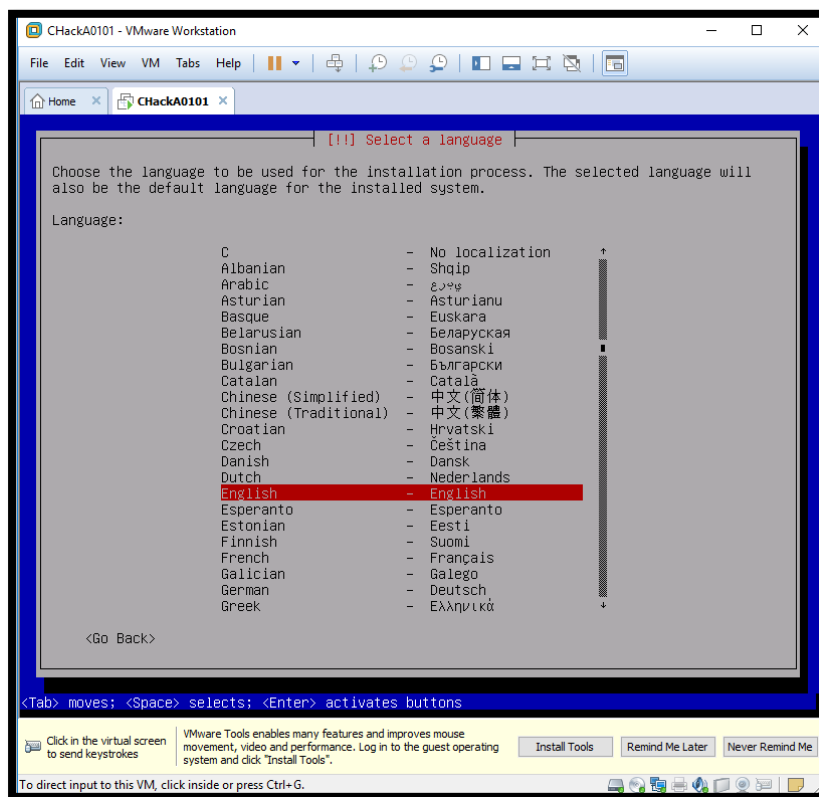 CHackA0101 - VMware Workstation
File Edit View VM Tabs Help
Home CHackA0101
[!!] Select a language
Choose the language to be used for the installation process. The selected language will
also be the default language for the installed system.
Language:
C - No localization
Albanian - Shqip
Arabic - عربي
Asturian - Asturianu
Basque - Euskara
Belarusian - Беларуская
Bosnian - Bosanski
Bulgarian - Български
Catalan - Català
Chinese (Simplified) - 中文(简体)
Chinese (Traditional) - 中文(繁體)
Croatian - Hrvatski
Czech - Čeština
Danish - Dansk
Dutch - Nederlands
English - English
Esperanto - Esperanto
Estonian - Eesti
Finnish - Suomi
French - Français
Galician - Galego
German - Deutsch
Greek - Ελληνικά
<Go Back>
<Tab> moves; <Space> selects; <Enter> activates buttons
Click in the virtual screen
to send keystrokes
VMware Tools enables many features and improves mouse
movement, video and performance. Log in to the guest operating
system and click "Install Tools".
Install Tools Remind Me Later Never Remind Me
To direct input to this VM, click inside or press Ctrl+G.